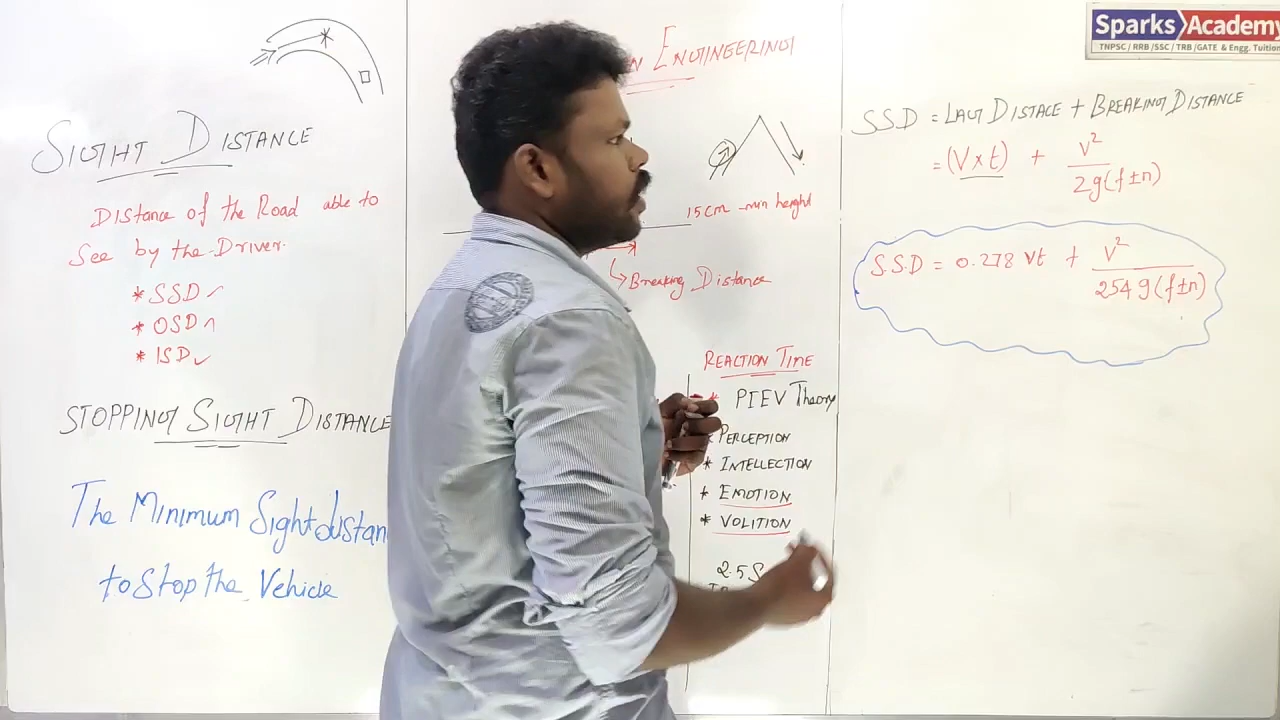 SIGHT DISTANCE
Distance of the Road able to
See by the Driver.
* SSD
* OSD
* ISD
STOPPING SIGHT DISTANCE
The Minimum Sight distan
to Stop the Vehicle
ENGINEERING
15cm -min height
Breaking Distance
REACTION TIME
* PIEV Theory
PERCEPTION
* INTELLECTION
* EMOTION
* VOLITION
2.5S
Sparks Academy
TNPSC / RRB /SSC / TRB /GATE & Engg. Tuition
SSD = LAG DISTACE + BREAKING DISTANCE
= (V x t) + v²/2g(f±n)
S.S.D = 0.278 Vt + V²/254 g(f±n)